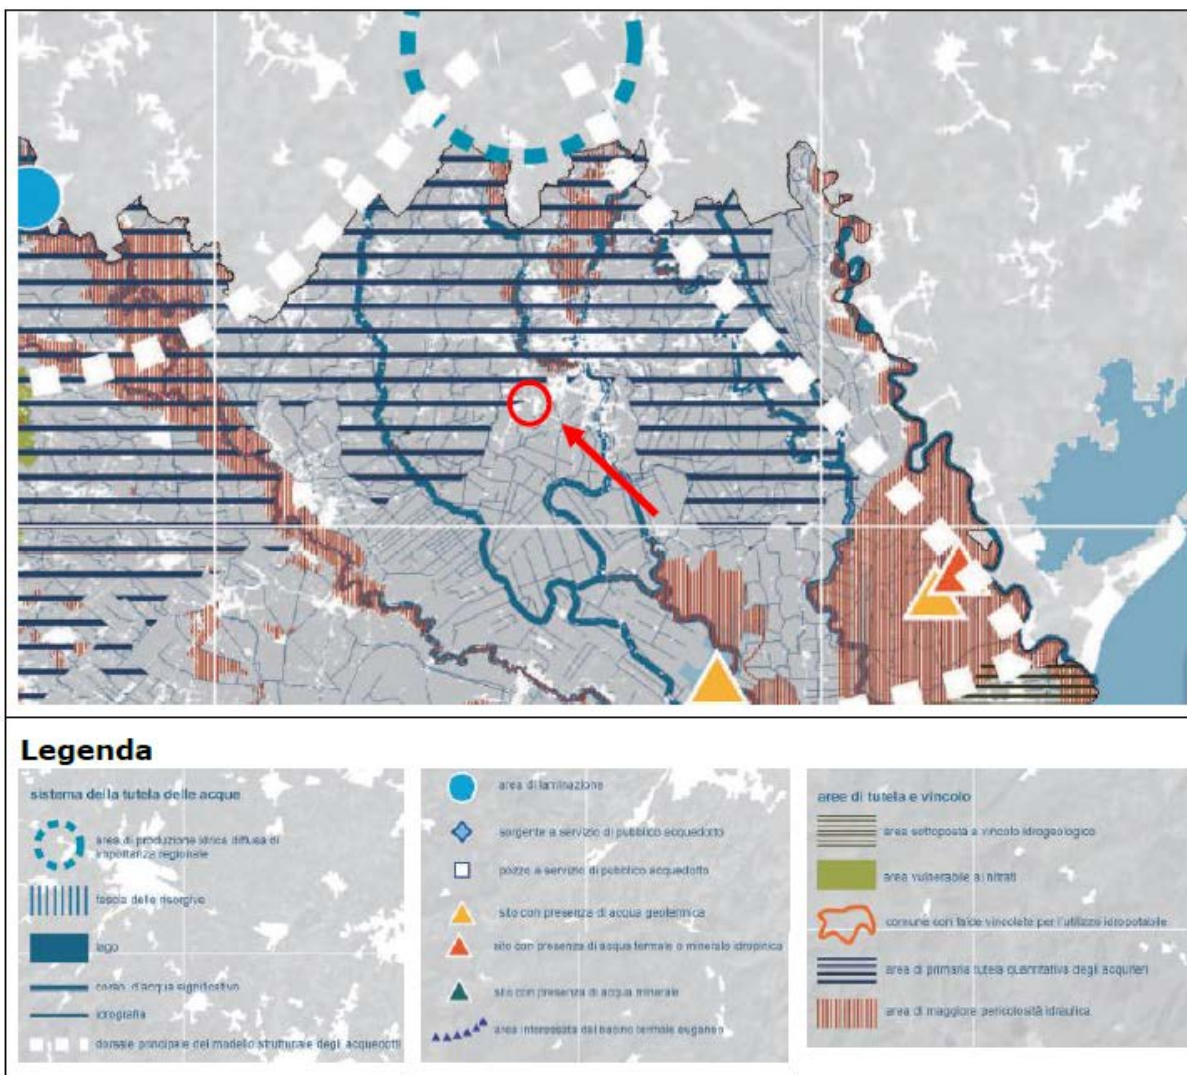 Legenda
sistema della tutela delle acque
area di produzione idrica diffusa di
importanza regionale
fascia delle risorgive
lago
corso d'acqua significativo
idrografia
dorsale principale del modello strutturale degli acquedotti
area di laminazione
sorgente a servizio di pubblico acquedotto
pozzo a servizio di pubblico acquedotto
sito con presenza di acqua geotermica
sito con presenza di acqua termale o minerale idropinica
sito con presenza di acqua minerale
area interessata dal bacino termale euganeo
aree di tutela e vincolo
area sottoposta a vincolo idrogeologico
area vulnerabile ai nitrati
comune con falde vincolate per l'utilizzo idropotabile
area di primaria tutela quantitativa degli acquiferi
area di maggiore pericolosità idraulica